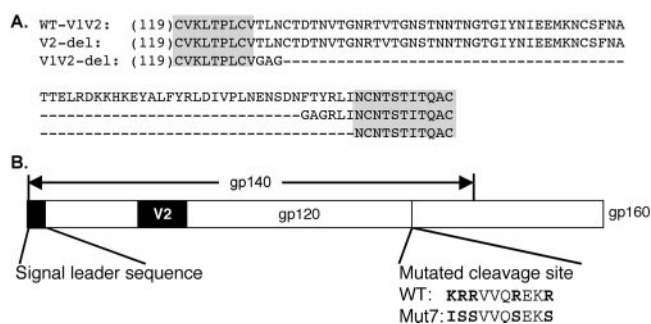 A.
WT-V1V2: (119)CVKLTPLCVTLNCTDTNVTGNRTVTGNSTNNTNGTGIYNIEEMKNCSFNA
V2-del: (119)CVKLTPLCVTLNCTDTNVTGNRTVTGNSTNNTNGTGIYNIEEMKNCSFNA
V1V2-del: (119)CVKLTPLCVGAG--------------------------------------
TTELRDKKHKEYALFYRLDIVPLNENSDNFTYRLINCNTSTITQAC
-----------------------------GAGRLINCNTSTITQAC
-----------------------------------NCNTSTITQAC
B.
gp140
V2 gp120 gp160
Signal leader sequence Mutated cleavage site
WT: KRRVVQREKR
Mut7: ISSVVQSEKS